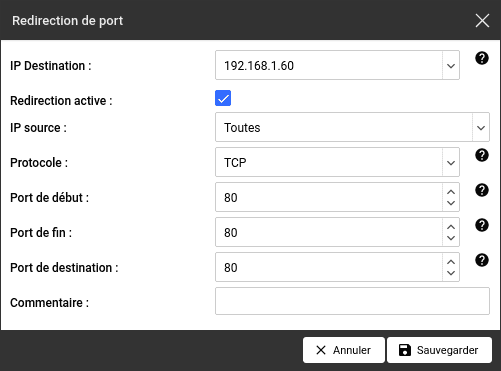 Redirection de port
IP Destination : 192.168.1.60
Redirection active :
IP source : Toutes
Protocole : TCP
Port de début : 80
Port de fin : 80
Port de destination : 80
Commentaire :
Annuler Sauvegarder